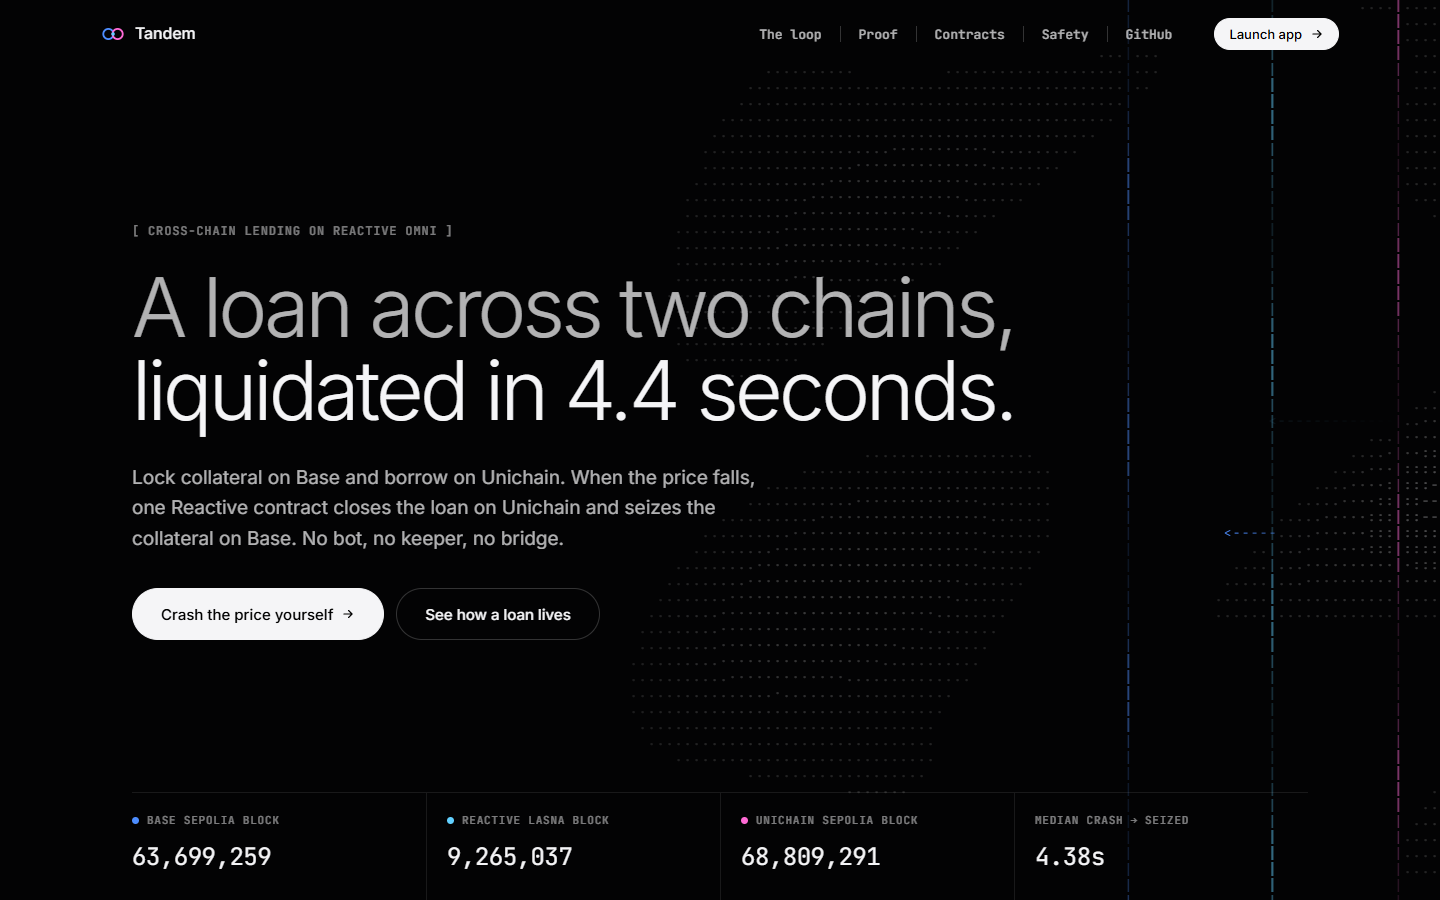 Tandem
The loop
Proof
Contracts
Safety
GitHub
Launch app →
[ CROSS-CHAIN LENDING ON REACTIVE OMNI ]
A loan across two chains,
liquidated in 4.4 seconds.
Lock collateral on Base and borrow on Unichain. When the price falls,
one Reactive contract closes the loan on Unichain and seizes the
collateral on Base. No bot, no keeper, no bridge.
Crash the price yourself →
See how a loan lives
BASE SEPOLIA BLOCK
63,699,259
REACTIVE LASNA BLOCK
9,265,037
UNICHAIN SEPOLIA BLOCK
68,809,291
MEDIAN CRASH → SEIZED
4.38s